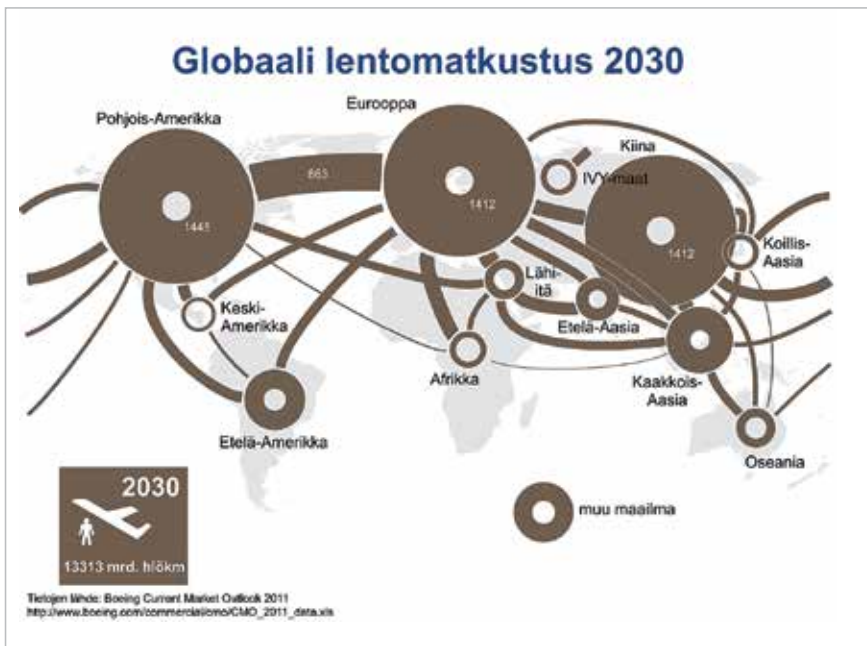 Globaali lentomatkustus 2030
Eurooppa
Pohjois-Amerikka
Kiina
863
IVY-maat
1441
1412
1412
Koillis-
Aasia
Lähi-
itä
Keski-
Amerikka
Etelä-Aasia
Afrikka
Kaakkois-
Aasia
Etelä-Amerikka
Oseania
2030
muu maailma
13313 mrd. hlökm
Tietojen lähde: Boeing Current Market Outlook 2011
http://www.boeing.com/commercial/cmo/CMO_2011_data.xls